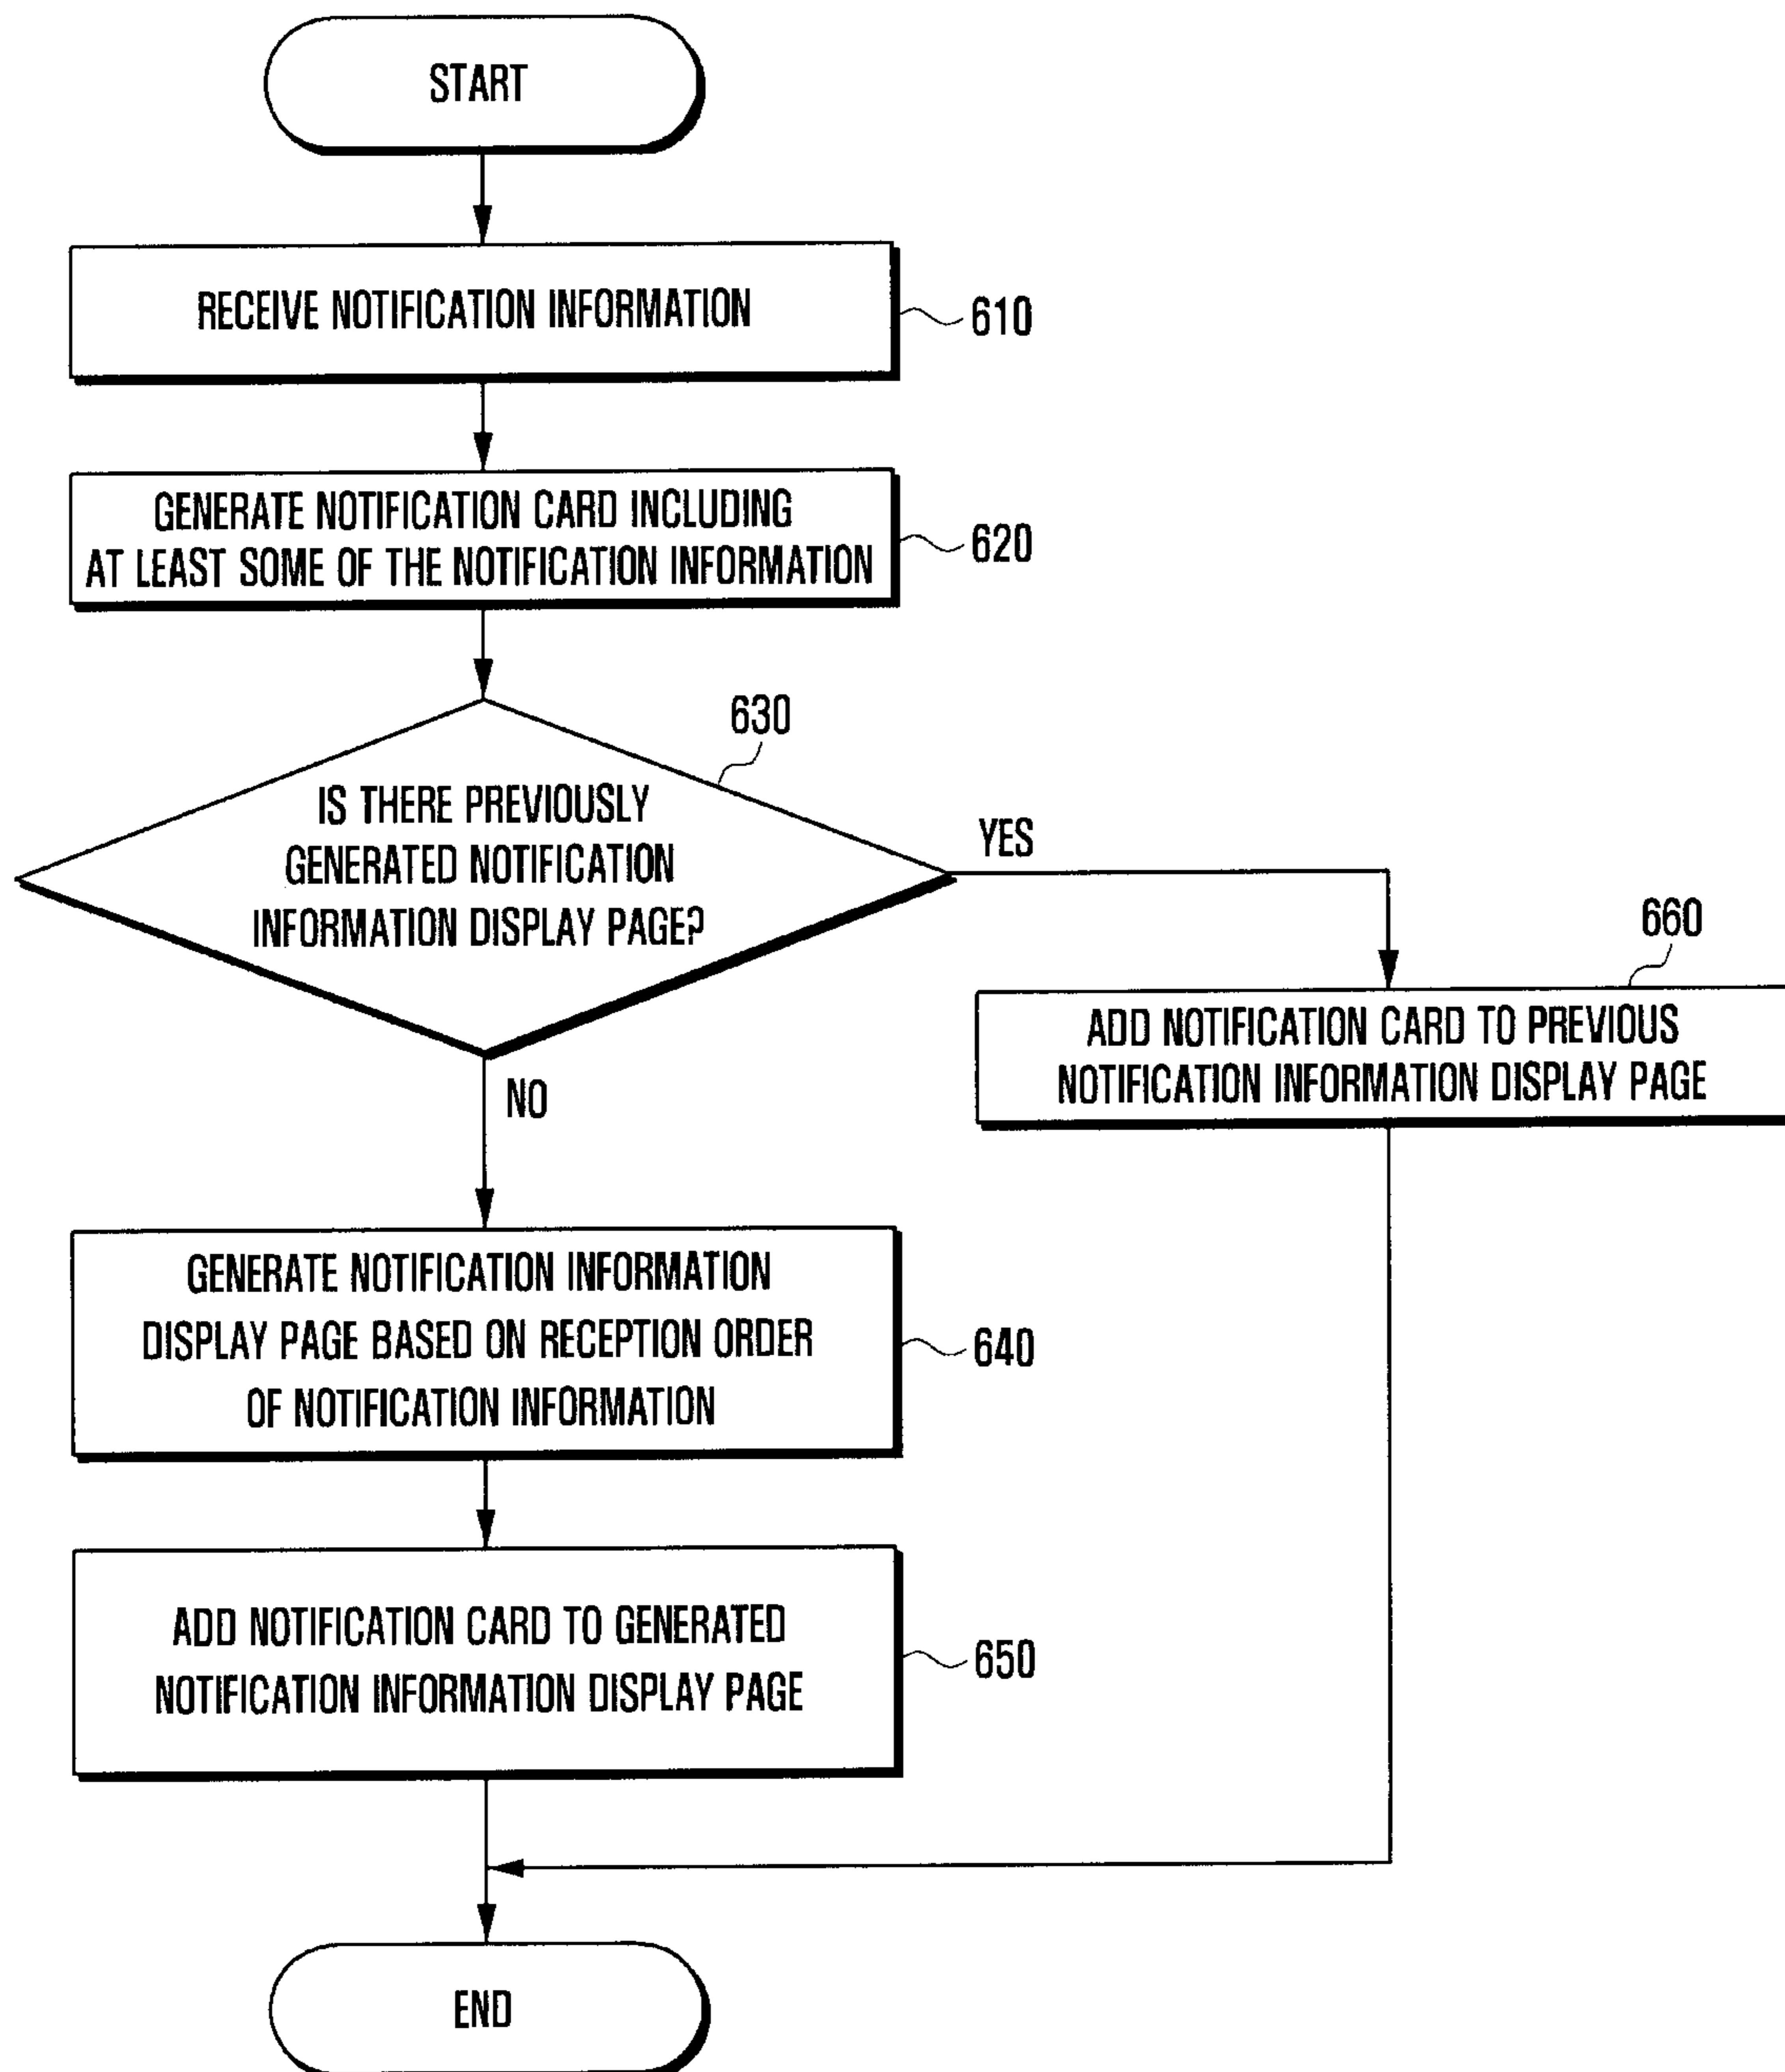 START
RECEIVE NOTIFICATION INFORMATION
610
GENERATE NOTIFICATION CARD INCLUDING
AT LEAST SOME OF THE NOTIFICATION INFORMATION
620
630
IS THERE PREVIOUSLY
GENERATED NOTIFICATION
INFORMATION DISPLAY PAGE?
YES
660
ADD NOTIFICATION CARD TO PREVIOUS
NOTIFICATION INFORMATION DISPLAY PAGE
NO
GENERATE NOTIFICATION INFORMATION
DISPLAY PAGE BASED ON RECEPTION ORDER
OF NOTIFICATION INFORMATION
640
ADD NOTIFICATION CARD TO GENERATED
NOTIFICATION INFORMATION DISPLAY PAGE
650
END